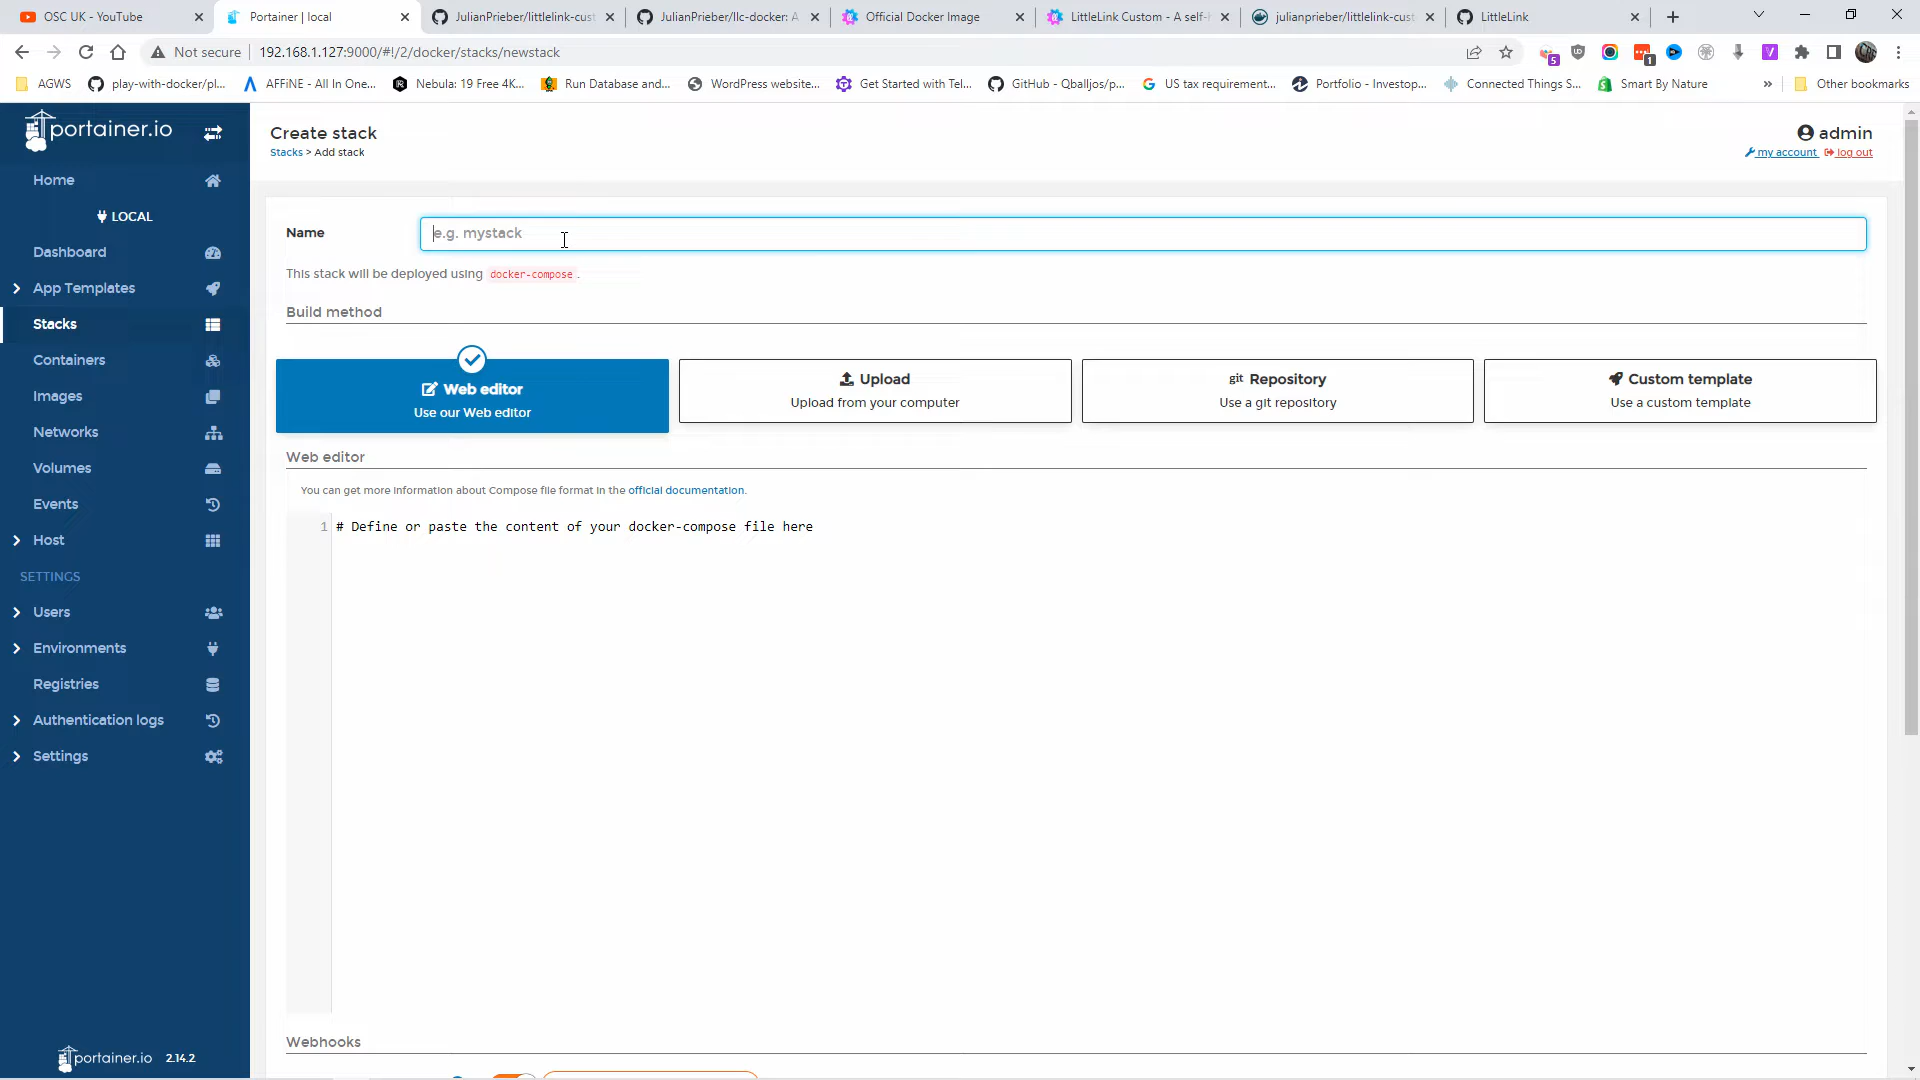 OSC UK - YouTube
Portainer | local
JulianPrieber/littlelink-cust
JulianPrieber/llc-docker: A
Official Docker Image
LittleLink Custom - A self-h
julianprieber/littlelink-cust
LittleLink
Not secure
192.168.1.127:9000/#!/2/docker/stacks/newstack
5
1
AGWS
play-with-docker/pl...
AFFiNE - All In One...
Nebula: 19 Free 4K...
Run Database and...
WordPress website...
Get Started with Tel...
GitHub - Qballjos/p...
US tax requirement...
Portfolio - Investop...
Connected Things S...
Smart By Nature
»
Other bookmarks
portainer.io
Home
LOCAL
Dashboard
App Templates
Stacks
Containers
Images
Networks
Volumes
Events
Host
SETTINGS
Users
Environments
Registries
Authentication logs
Settings
portainer.io 2.14.2
Create stack
Stacks > Add stack
admin
my account
log out
Name
e.g. mystack
This stack will be deployed using docker-compose.
Build method
Web editor
Use our Web editor
Upload
Upload from your computer
git Repository
Use a git repository
Custom template
Use a custom template
Web editor
You can get more information about Compose file format in the official documentation.
1
# Define or paste the content of your docker-compose file here
Webhooks